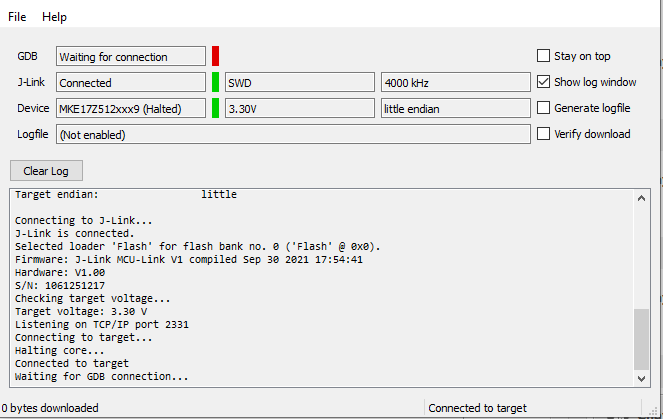 File Help
GDB Waiting for connection Stay on top
J-Link Connected SWD 4000 kHz Show log window
Device MKE17Z512xxx9 (Halted) 3.30V little endian Generate logfile
Logfile (Not enabled) Verify download
Clear Log
Target endian: little
Connecting to J-Link...
J-Link is connected.
Selected loader 'Flash' for flash bank no. 0 ('Flash' @ 0x0).
Firmware: J-Link MCU-Link V1 compiled Sep 30 2021 17:54:41
Hardware: V1.00
S/N: 1061251217
Checking target voltage...
Target voltage: 3.30 V
Listening on TCP/IP port 2331
Connecting to target...
Halting core...
Connected to target
Waiting for GDB connection...
0 bytes downloaded Connected to target